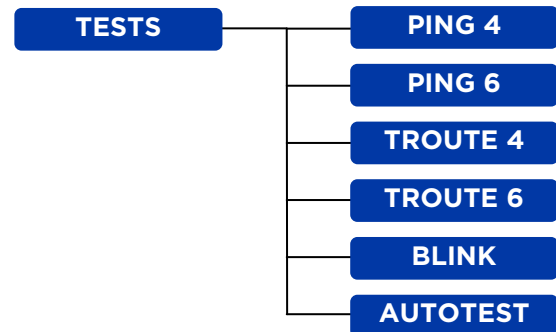 TESTS
PING 4
PING 6
TROUTE 4
TROUTE 6
BLINK
AUTOTEST